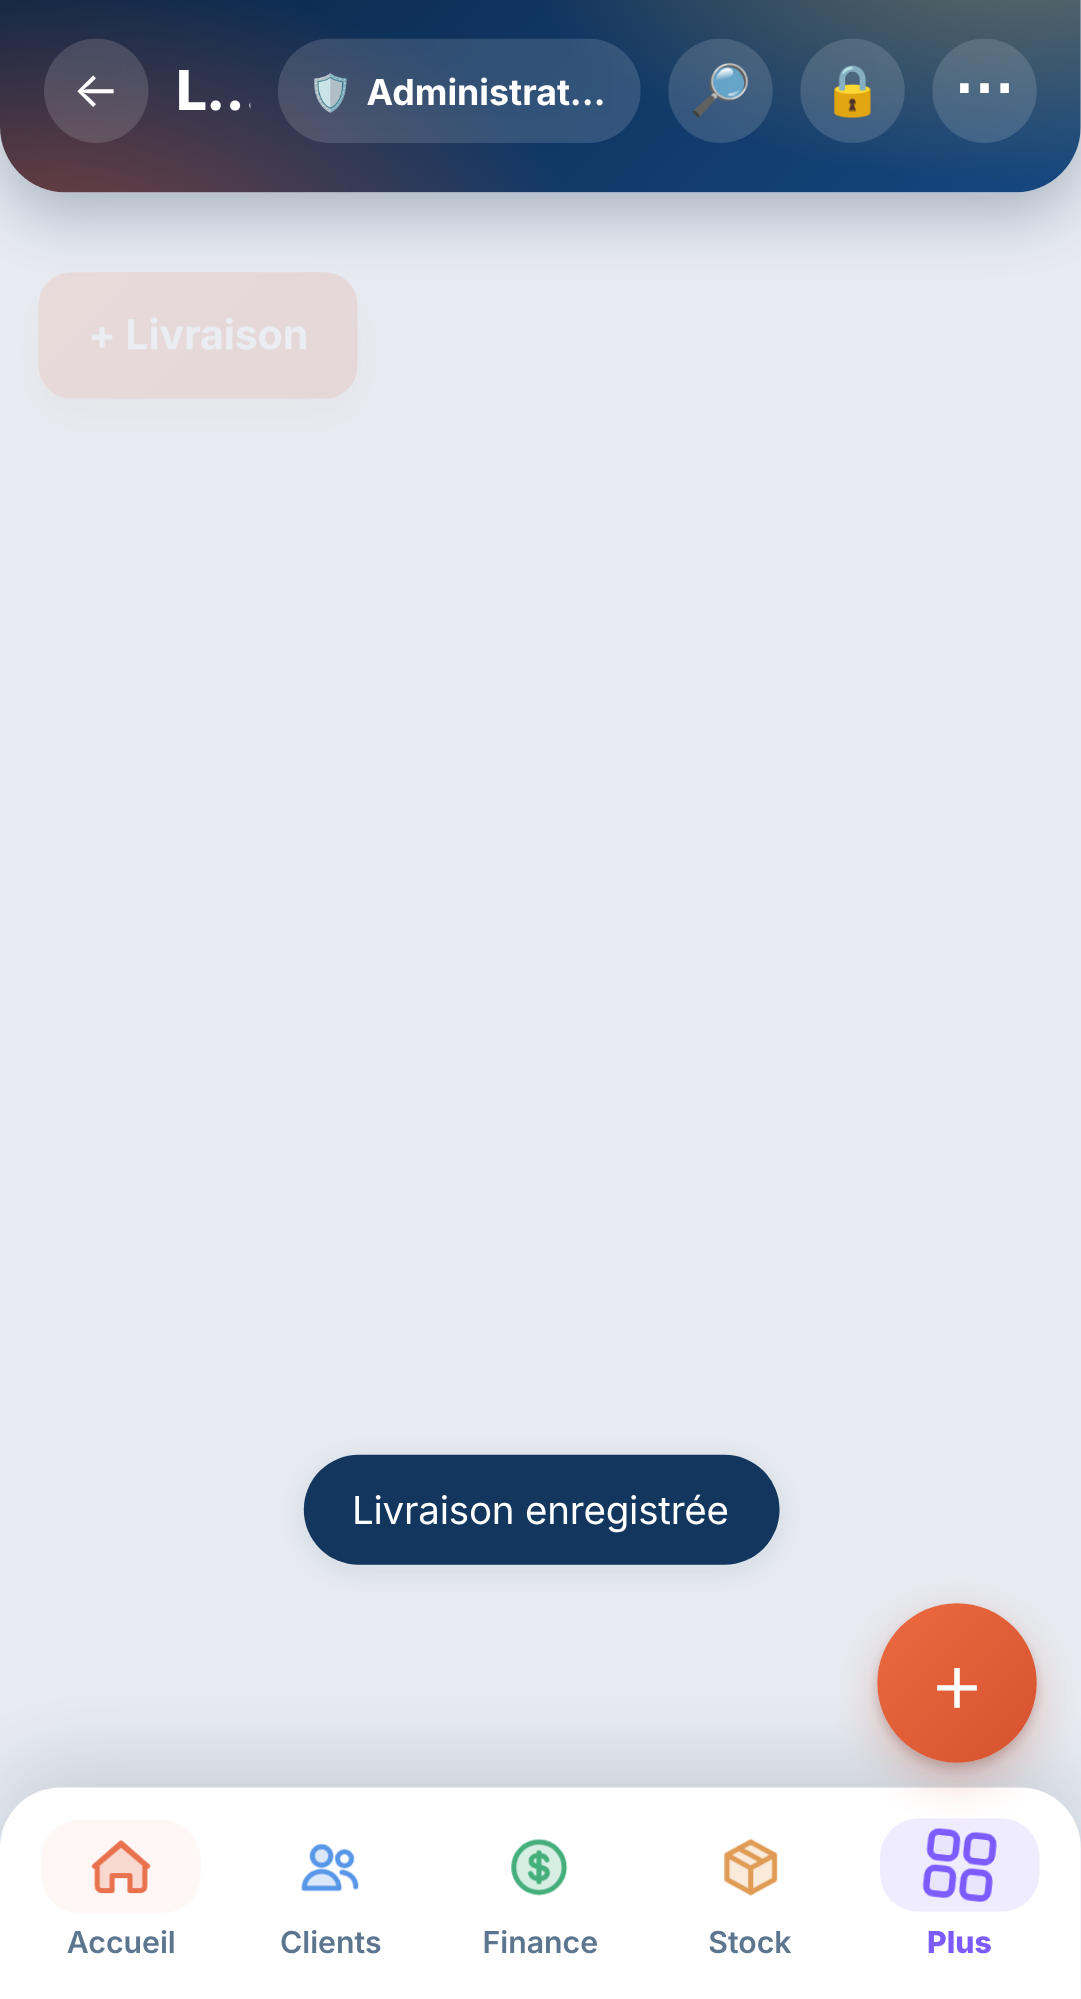 L...
Administrat...
+ Livraison
Livraison enregistrée
Accueil
Clients
Finance
Stock
Plus